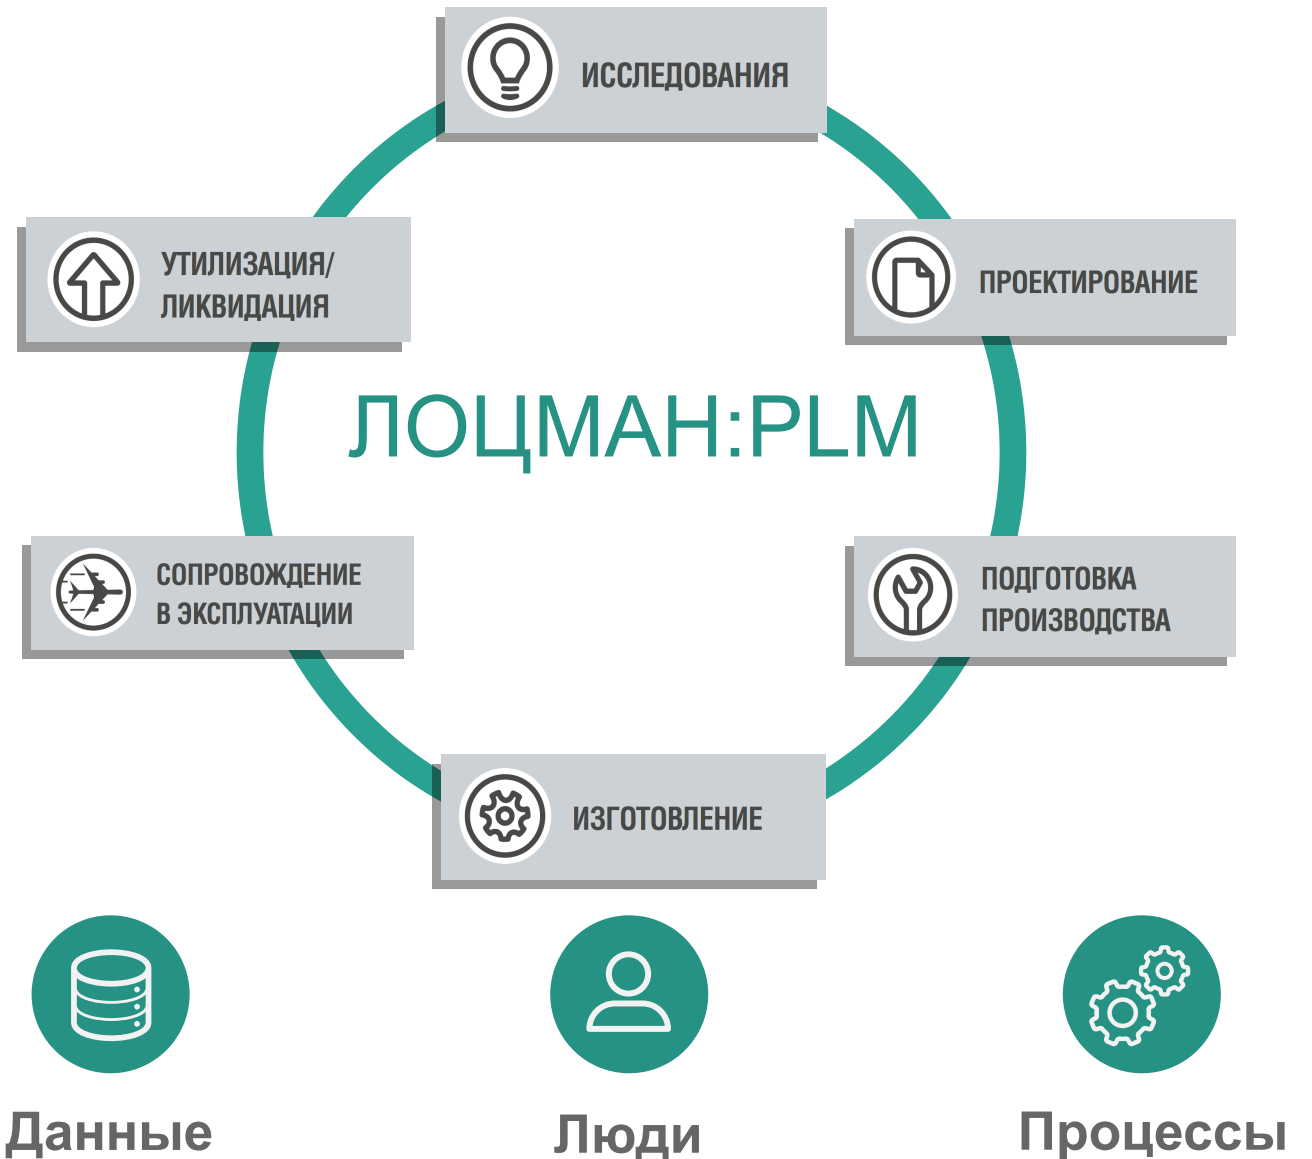 ИССЛЕДОВАНИЯ
УТИЛИЗАЦИЯ/
ЛИКВИДАЦИЯ
ПРОЕКТИРОВАНИЕ
ЛОЦМАН:PLM
СОПРОВОЖДЕНИЕ
В ЭКСПЛУАТАЦИИ
ПОДГОТОВКА
ПРОИЗВОДСТВА
ИЗГОТОВЛЕНИЕ
Данные
Люди
Процессы